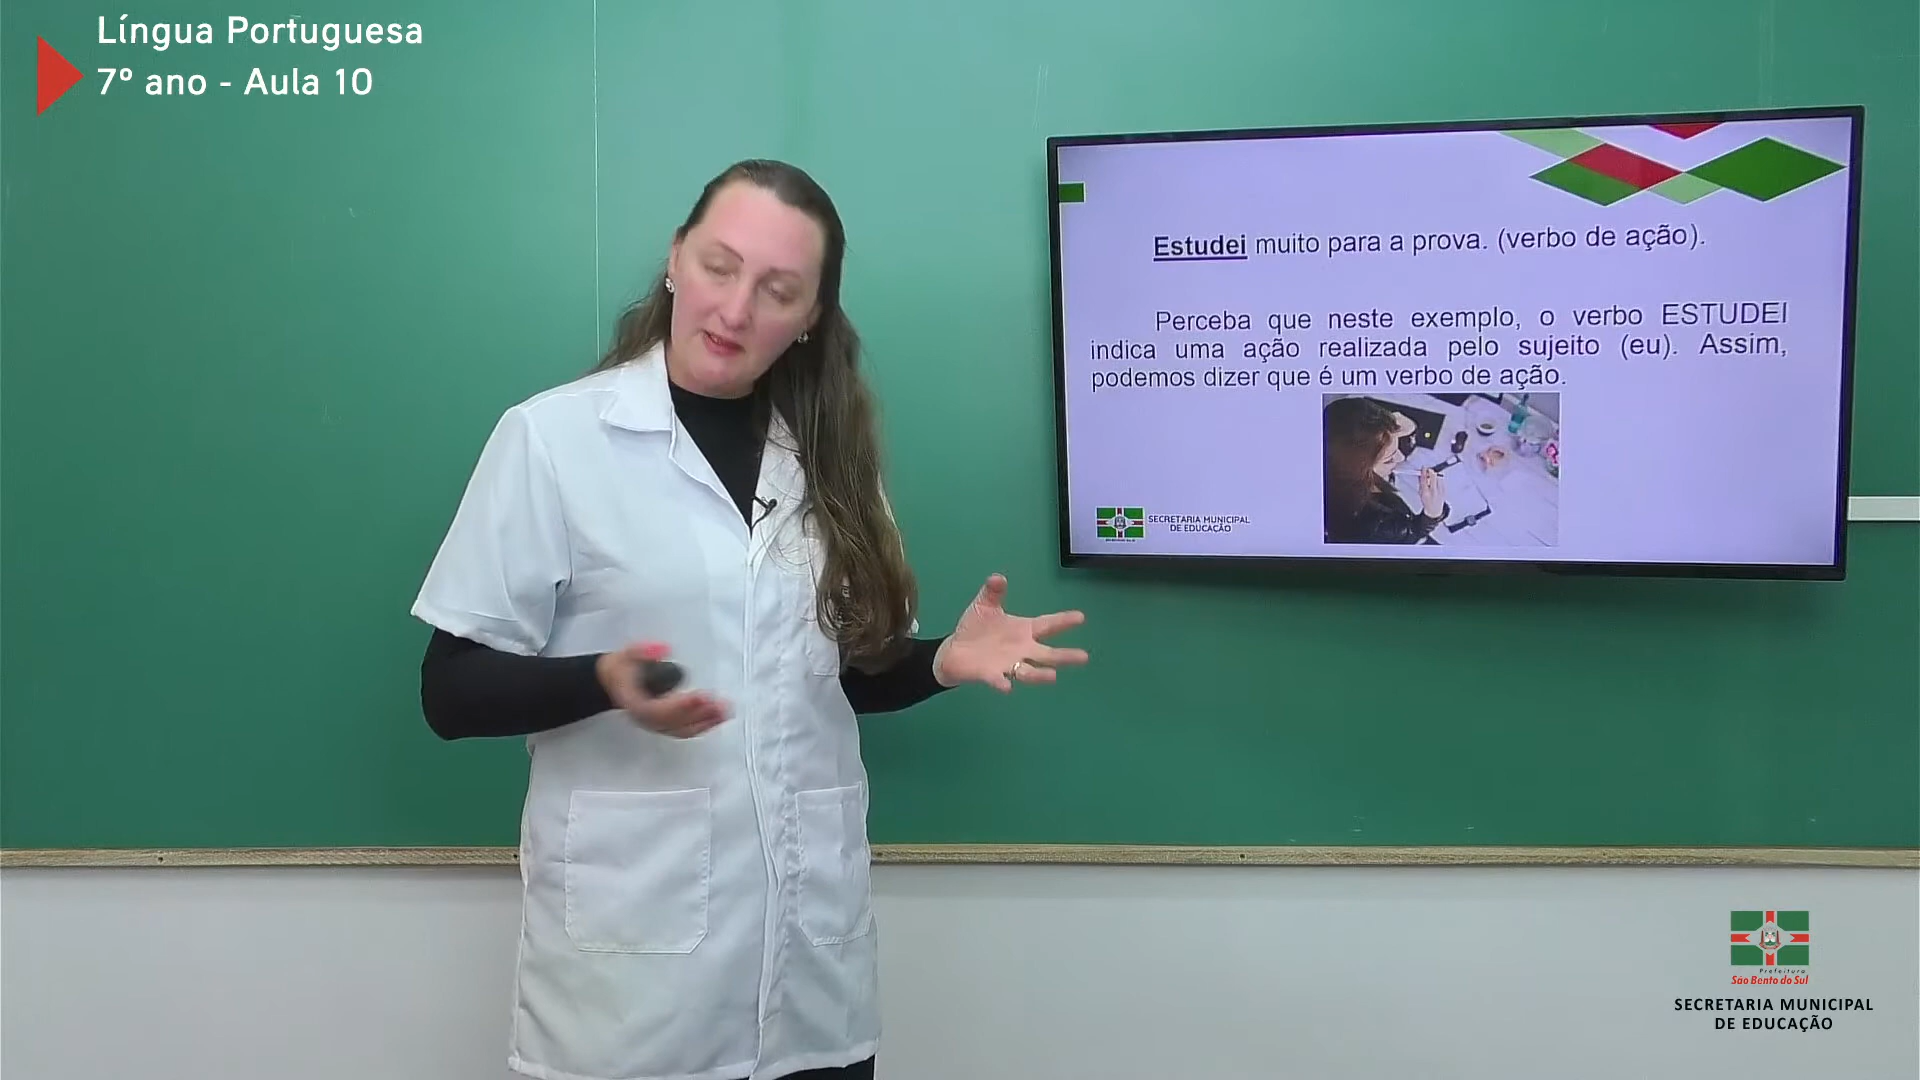 Língua Portuguesa
7º ano - Aula 10
Estudei muito para a prova. (verbo de ação).
Perceba que neste exemplo, o verbo ESTUDEI
indica uma ação realizada pelo sujeito (eu). Assim,
podemos dizer que é um verbo de ação.
SECRETARIA MUNICIPAL
DE EDUCAÇÃO
Prefeitura
São Bento do Sul
SECRETARIA MUNICIPAL
DE EDUCAÇÃO